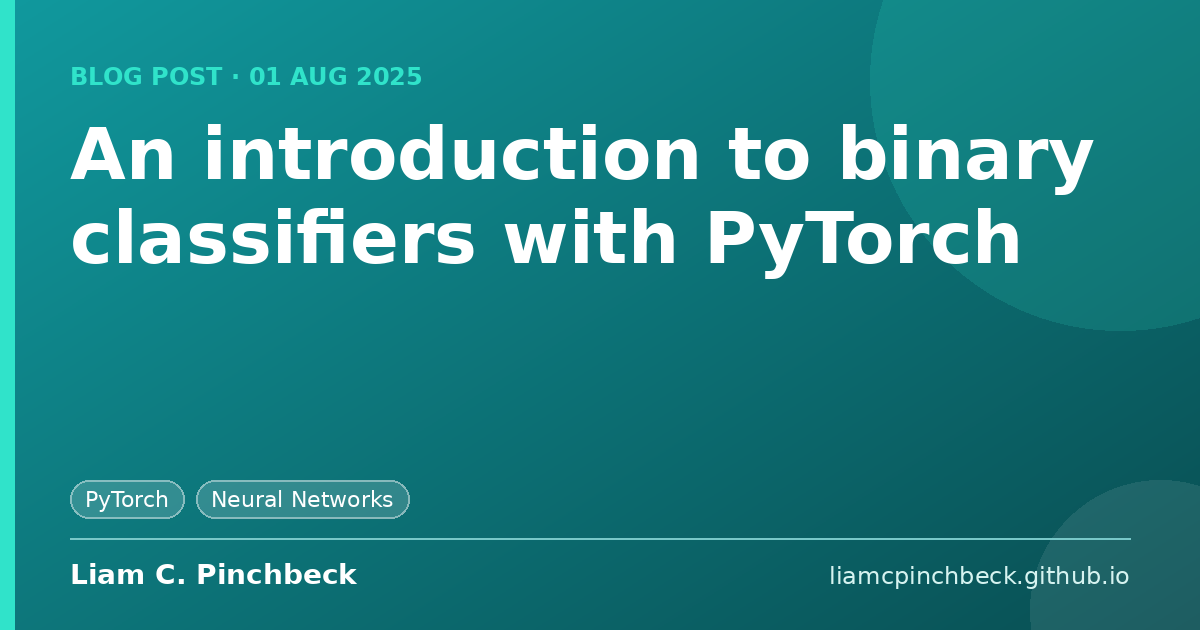 BLOG POST · 01 AUG 2025
An introduction to binary
classifiers with PyTorch
PyTorch
Neural Networks
Liam C. Pinchbeck
liamcpinchbeck.github.io